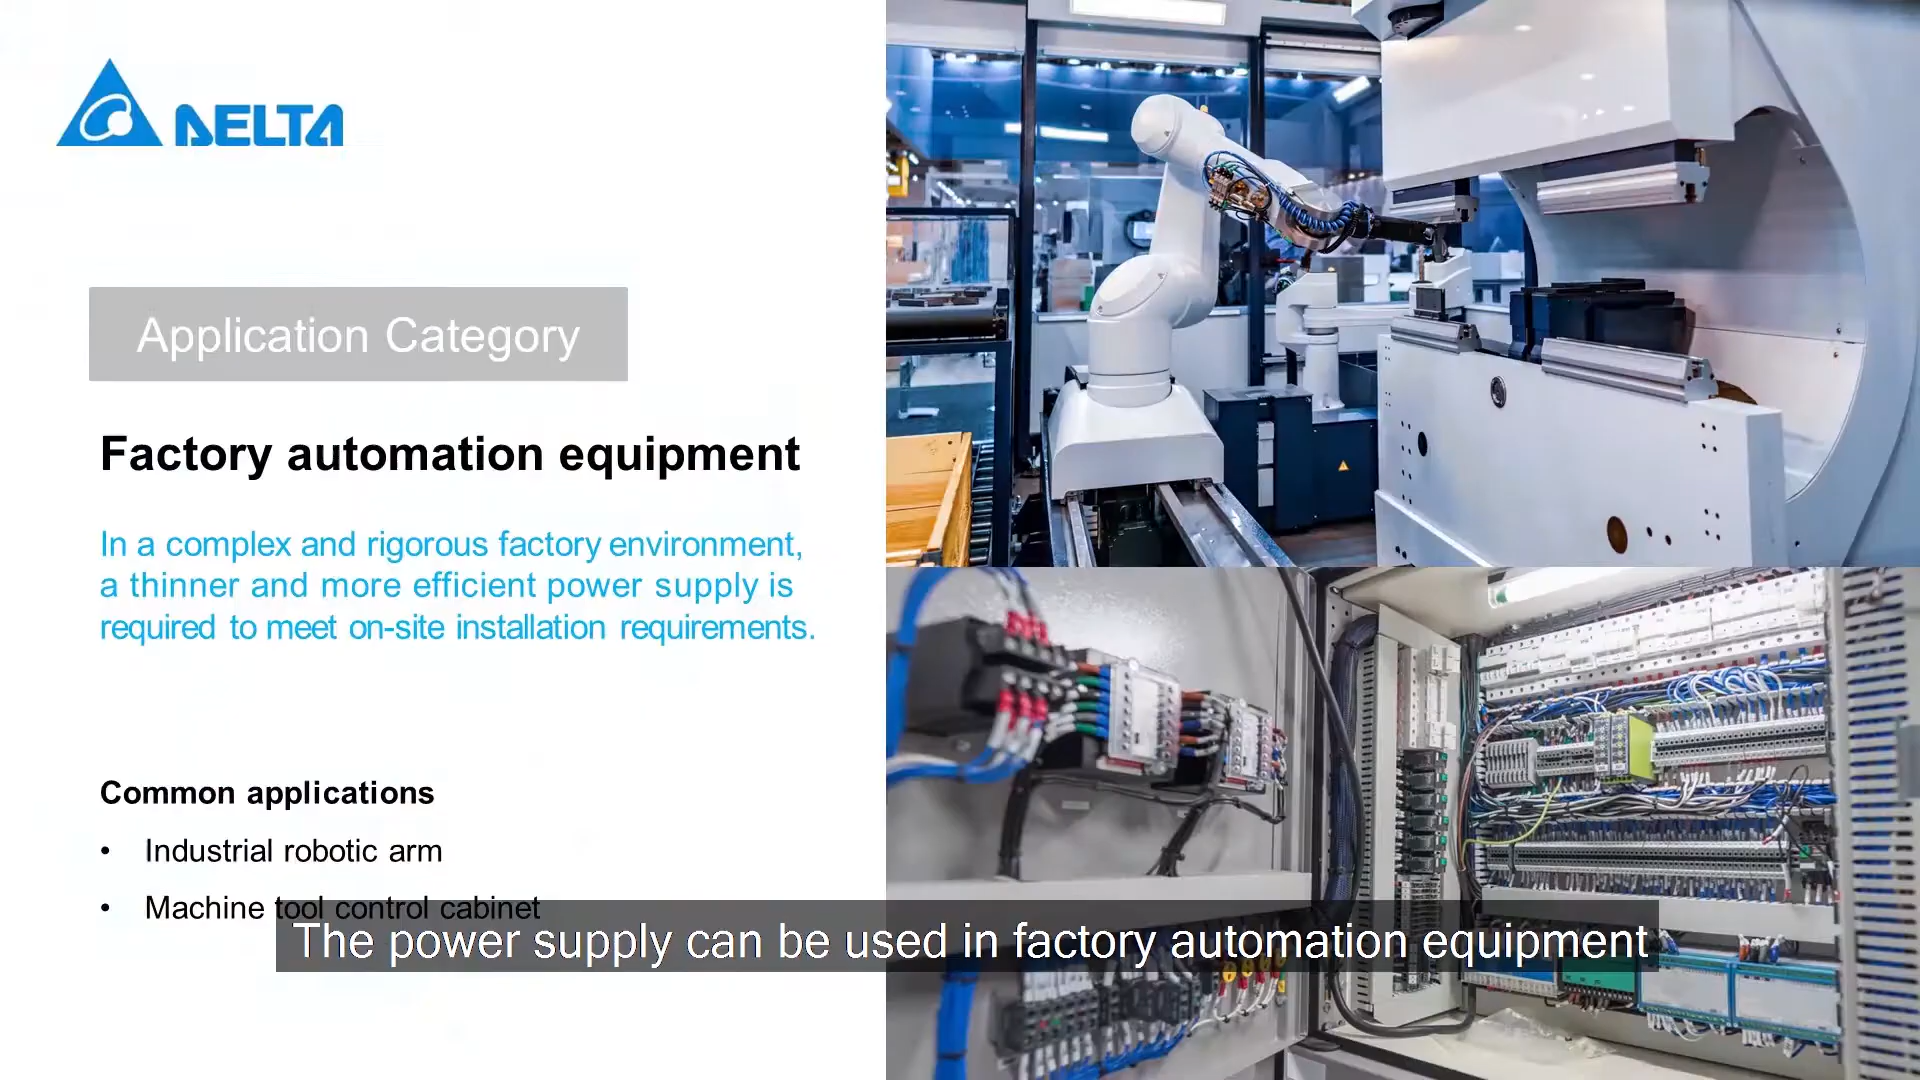 DELTA
Application Category
Factory automation equipment
In a complex and rigorous factory environment,
a thinner and more efficient power supply is
required to meet on-site installation requirements.
Common applications
• Industrial robotic arm
• Machine tool control cabinet
The power supply can be used in factory automation equipment